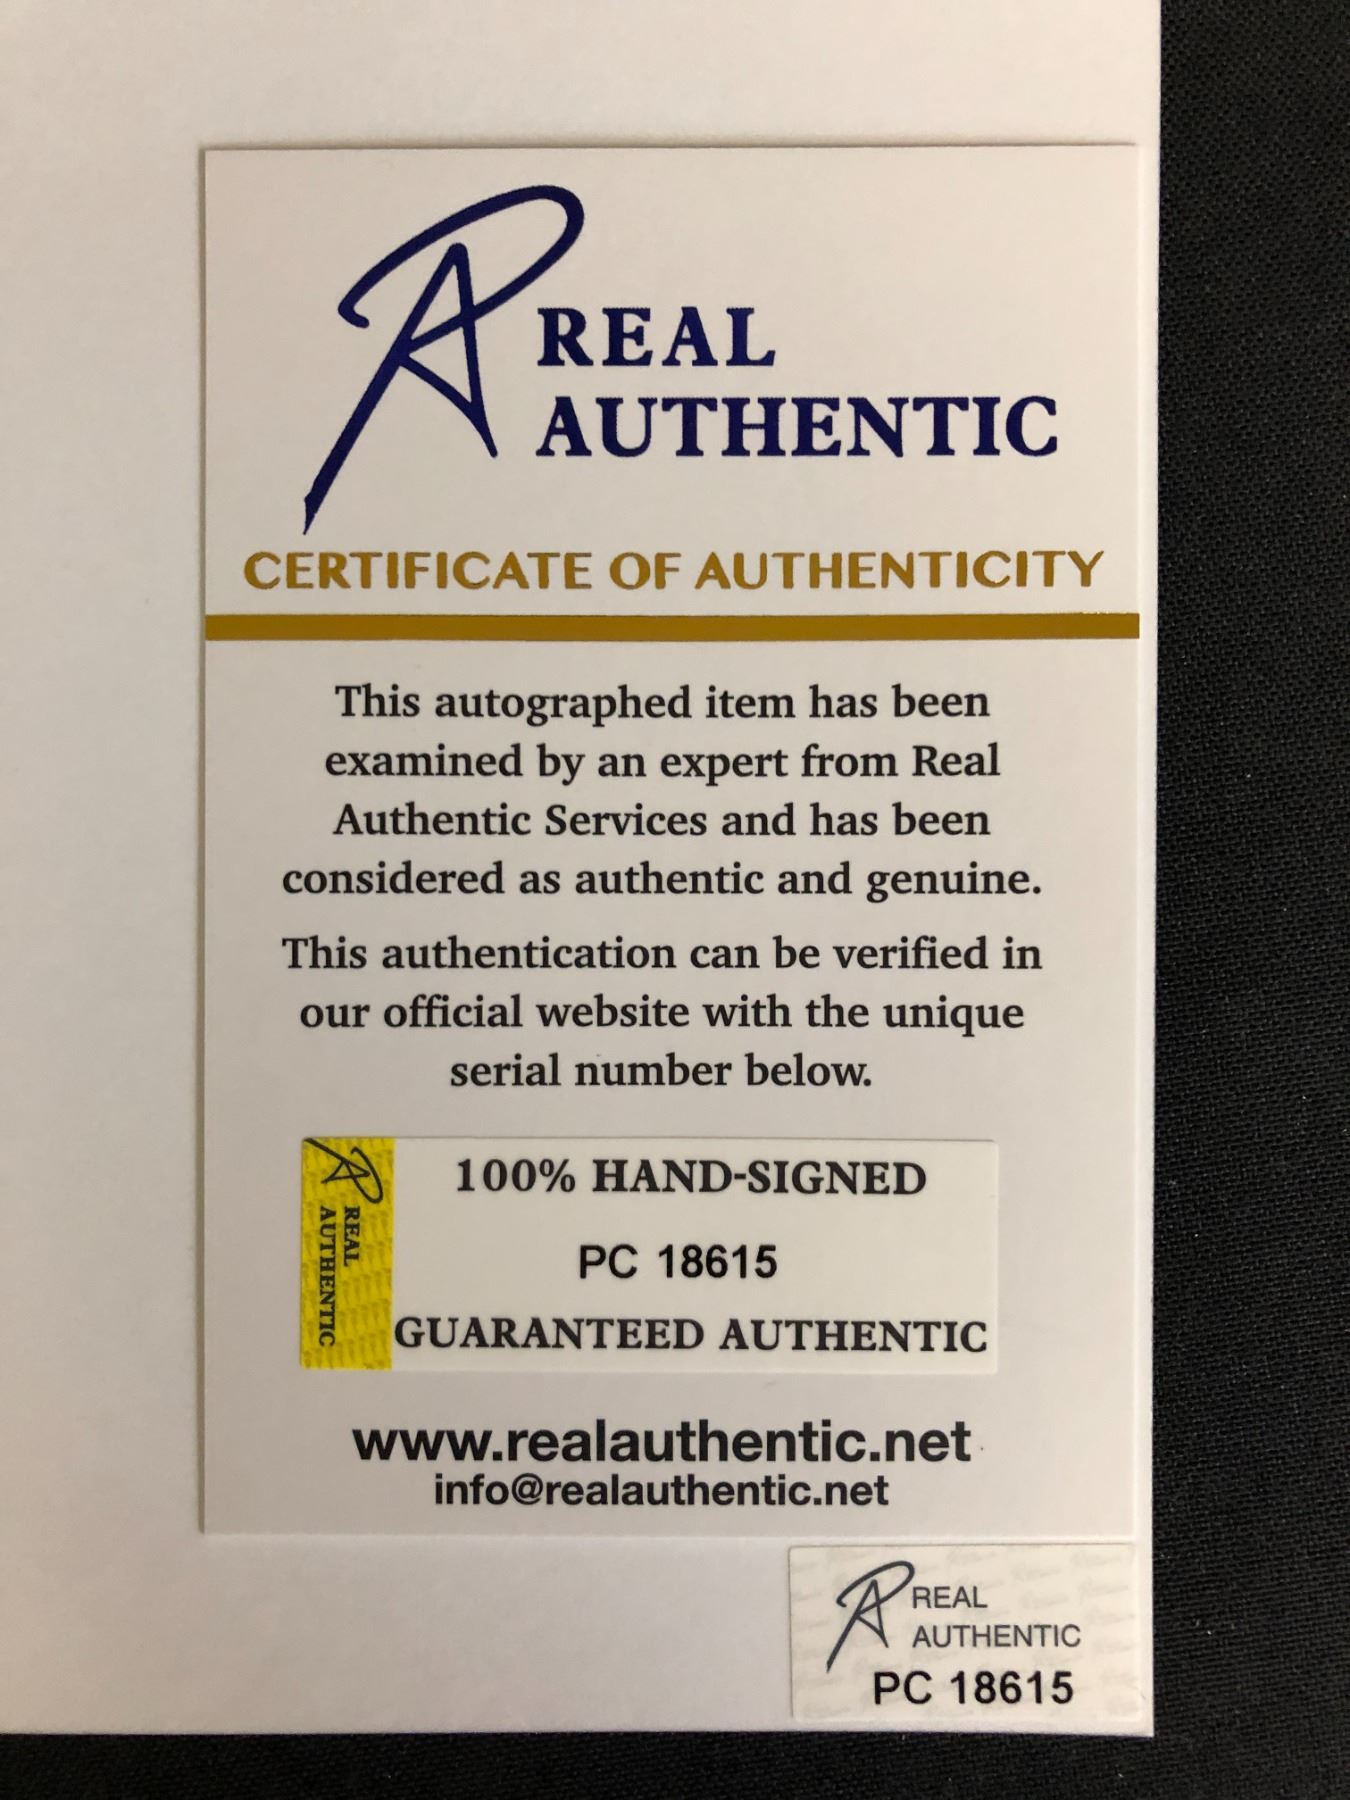 REAL
AUTHENTIC
CERTIFICATE OF AUTHENTICITY
This autographed item has been
examined by an expert from Real
Authentic Services and has been
considered as authentic and genuine.
This authentication can be verified in
our official website with the unique
serial number below.
REAL
AUTHENTIC
100% HAND-SIGNED
PC 18615
GUARANTEED AUTHENTIC
www.realauthentic.net
info@realauthentic.net
REAL
AUTHENTIC
PC 18615